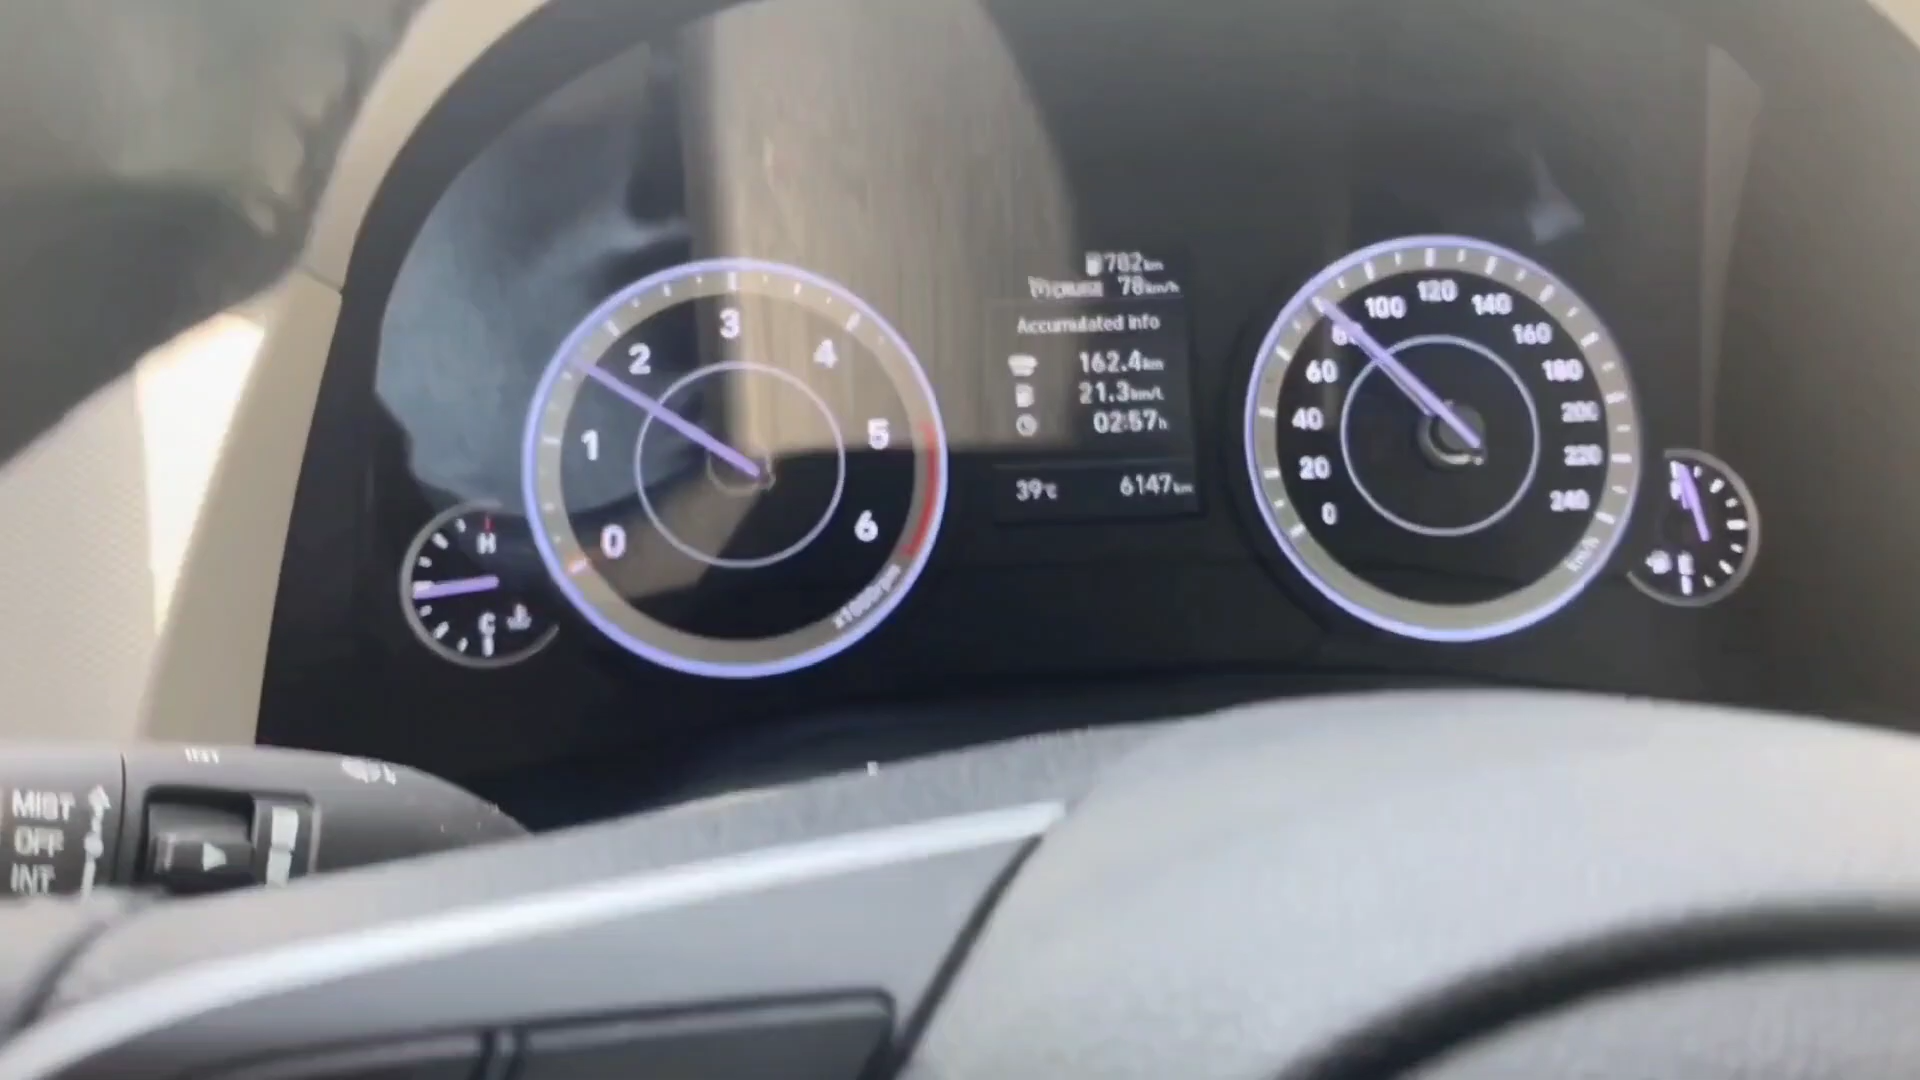 782km
CRUISE 78km/h
Accumulated Info
162.4km
21.3km/L
02:57h
39°C 6147km
0
1
2
3
4
5
6
x1000rpm
H
C
0
20
40
60
80
100
120
140
160
180
200
220
240
km/h
F
E
MIST
OFF
INT